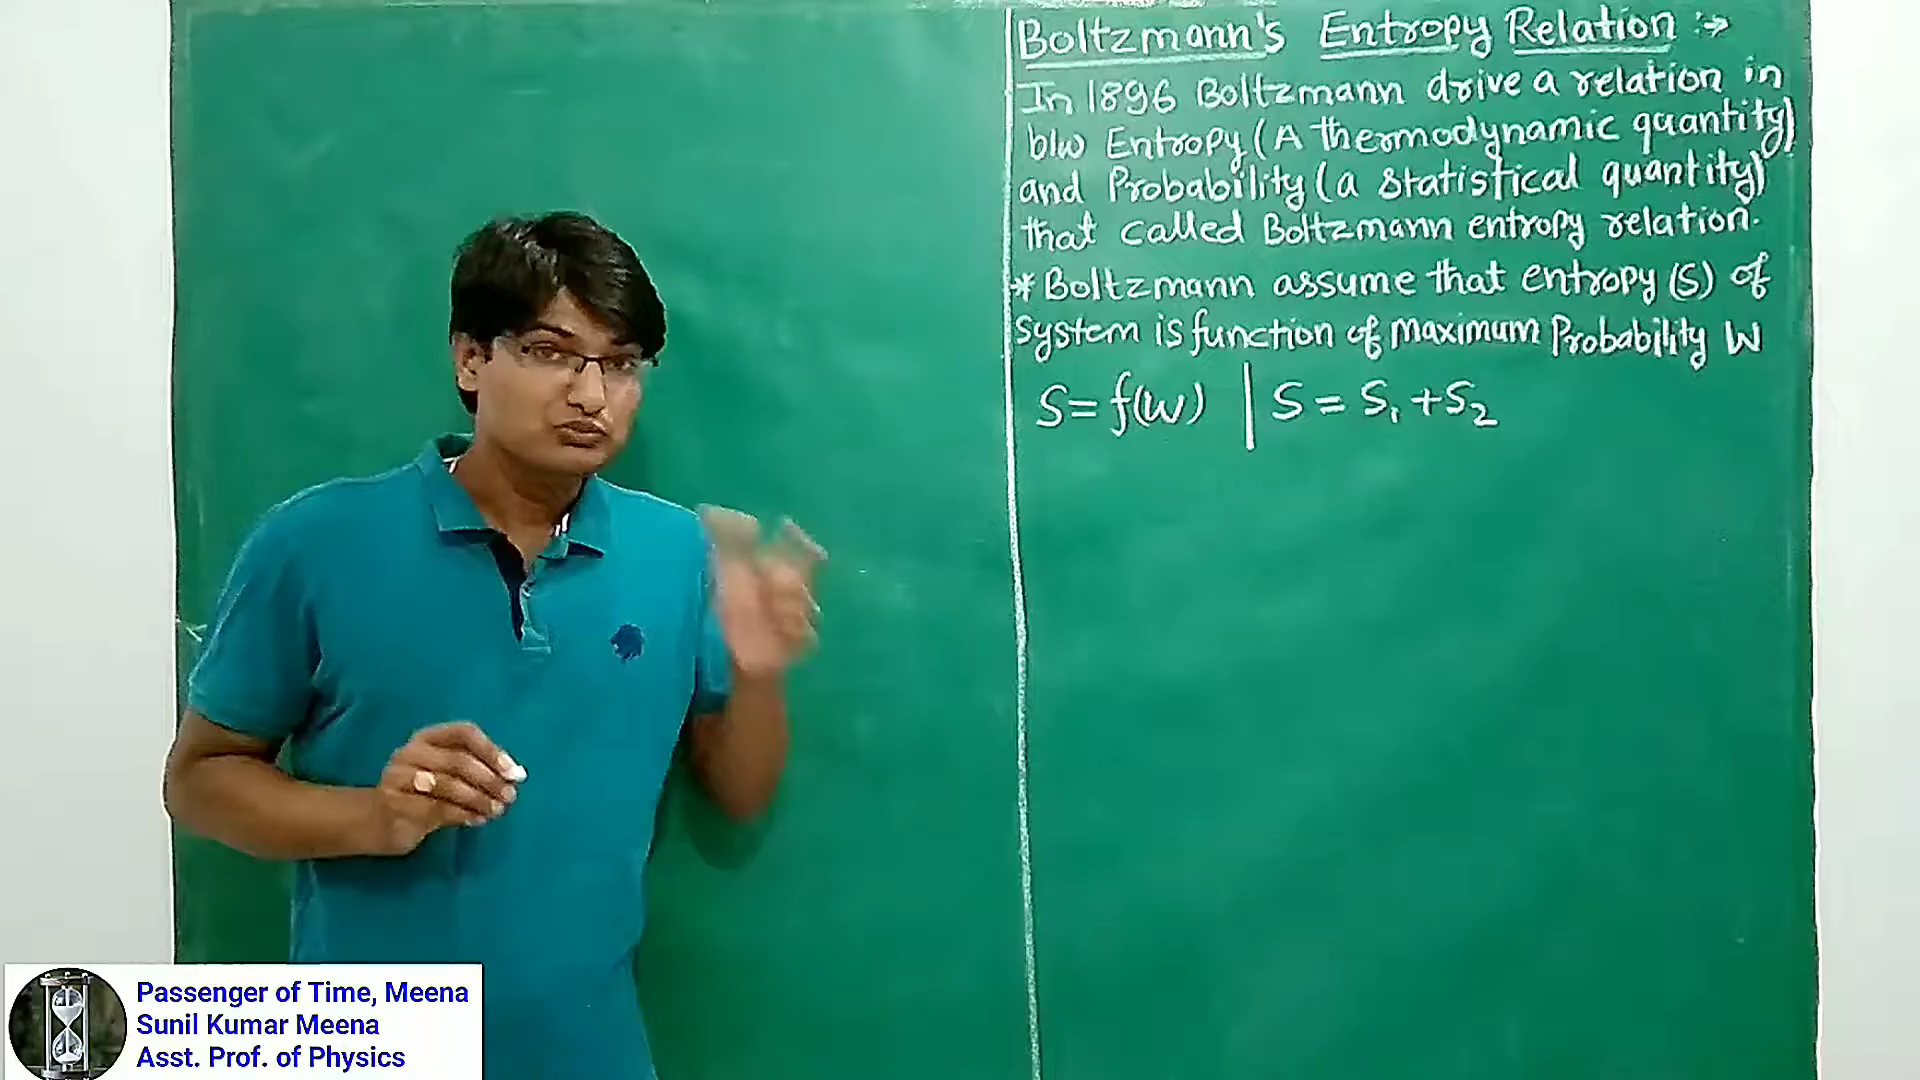 Boltzmann's Entropy Relation :→
In 1896 Boltzmann drive a relation in
b/w Entropy (A thermodynamic quantity)
and Probability (a statistical quantity)
that called Boltzmann entropy relation.
* Boltzmann assume that entropy (S) of
system is function of maximum Probability W
S = f(W) | S = S₁ + S₂
Passenger of Time, Meena
Sunil Kumar Meena
Asst. Prof. of Physics